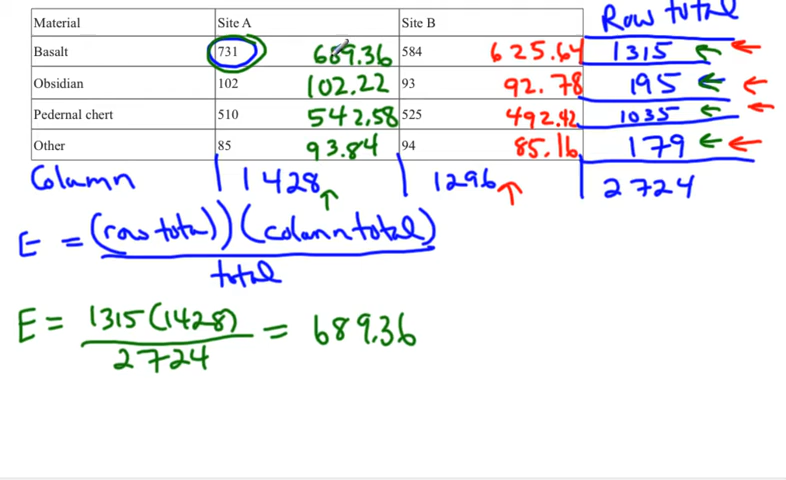 Row total
Material Site A Site B
Basalt 731 689.36 584 625.64 1315
Obsidian 102 102.22 93 92.78 195
Pedernal chert 510 542.58 525 492.42 1035
Other 85 93.84 94 85.16 179
Column 1428 1296 2724
E = (row total)) (column total)
total
E = 1315(1428) = 689.36
2724